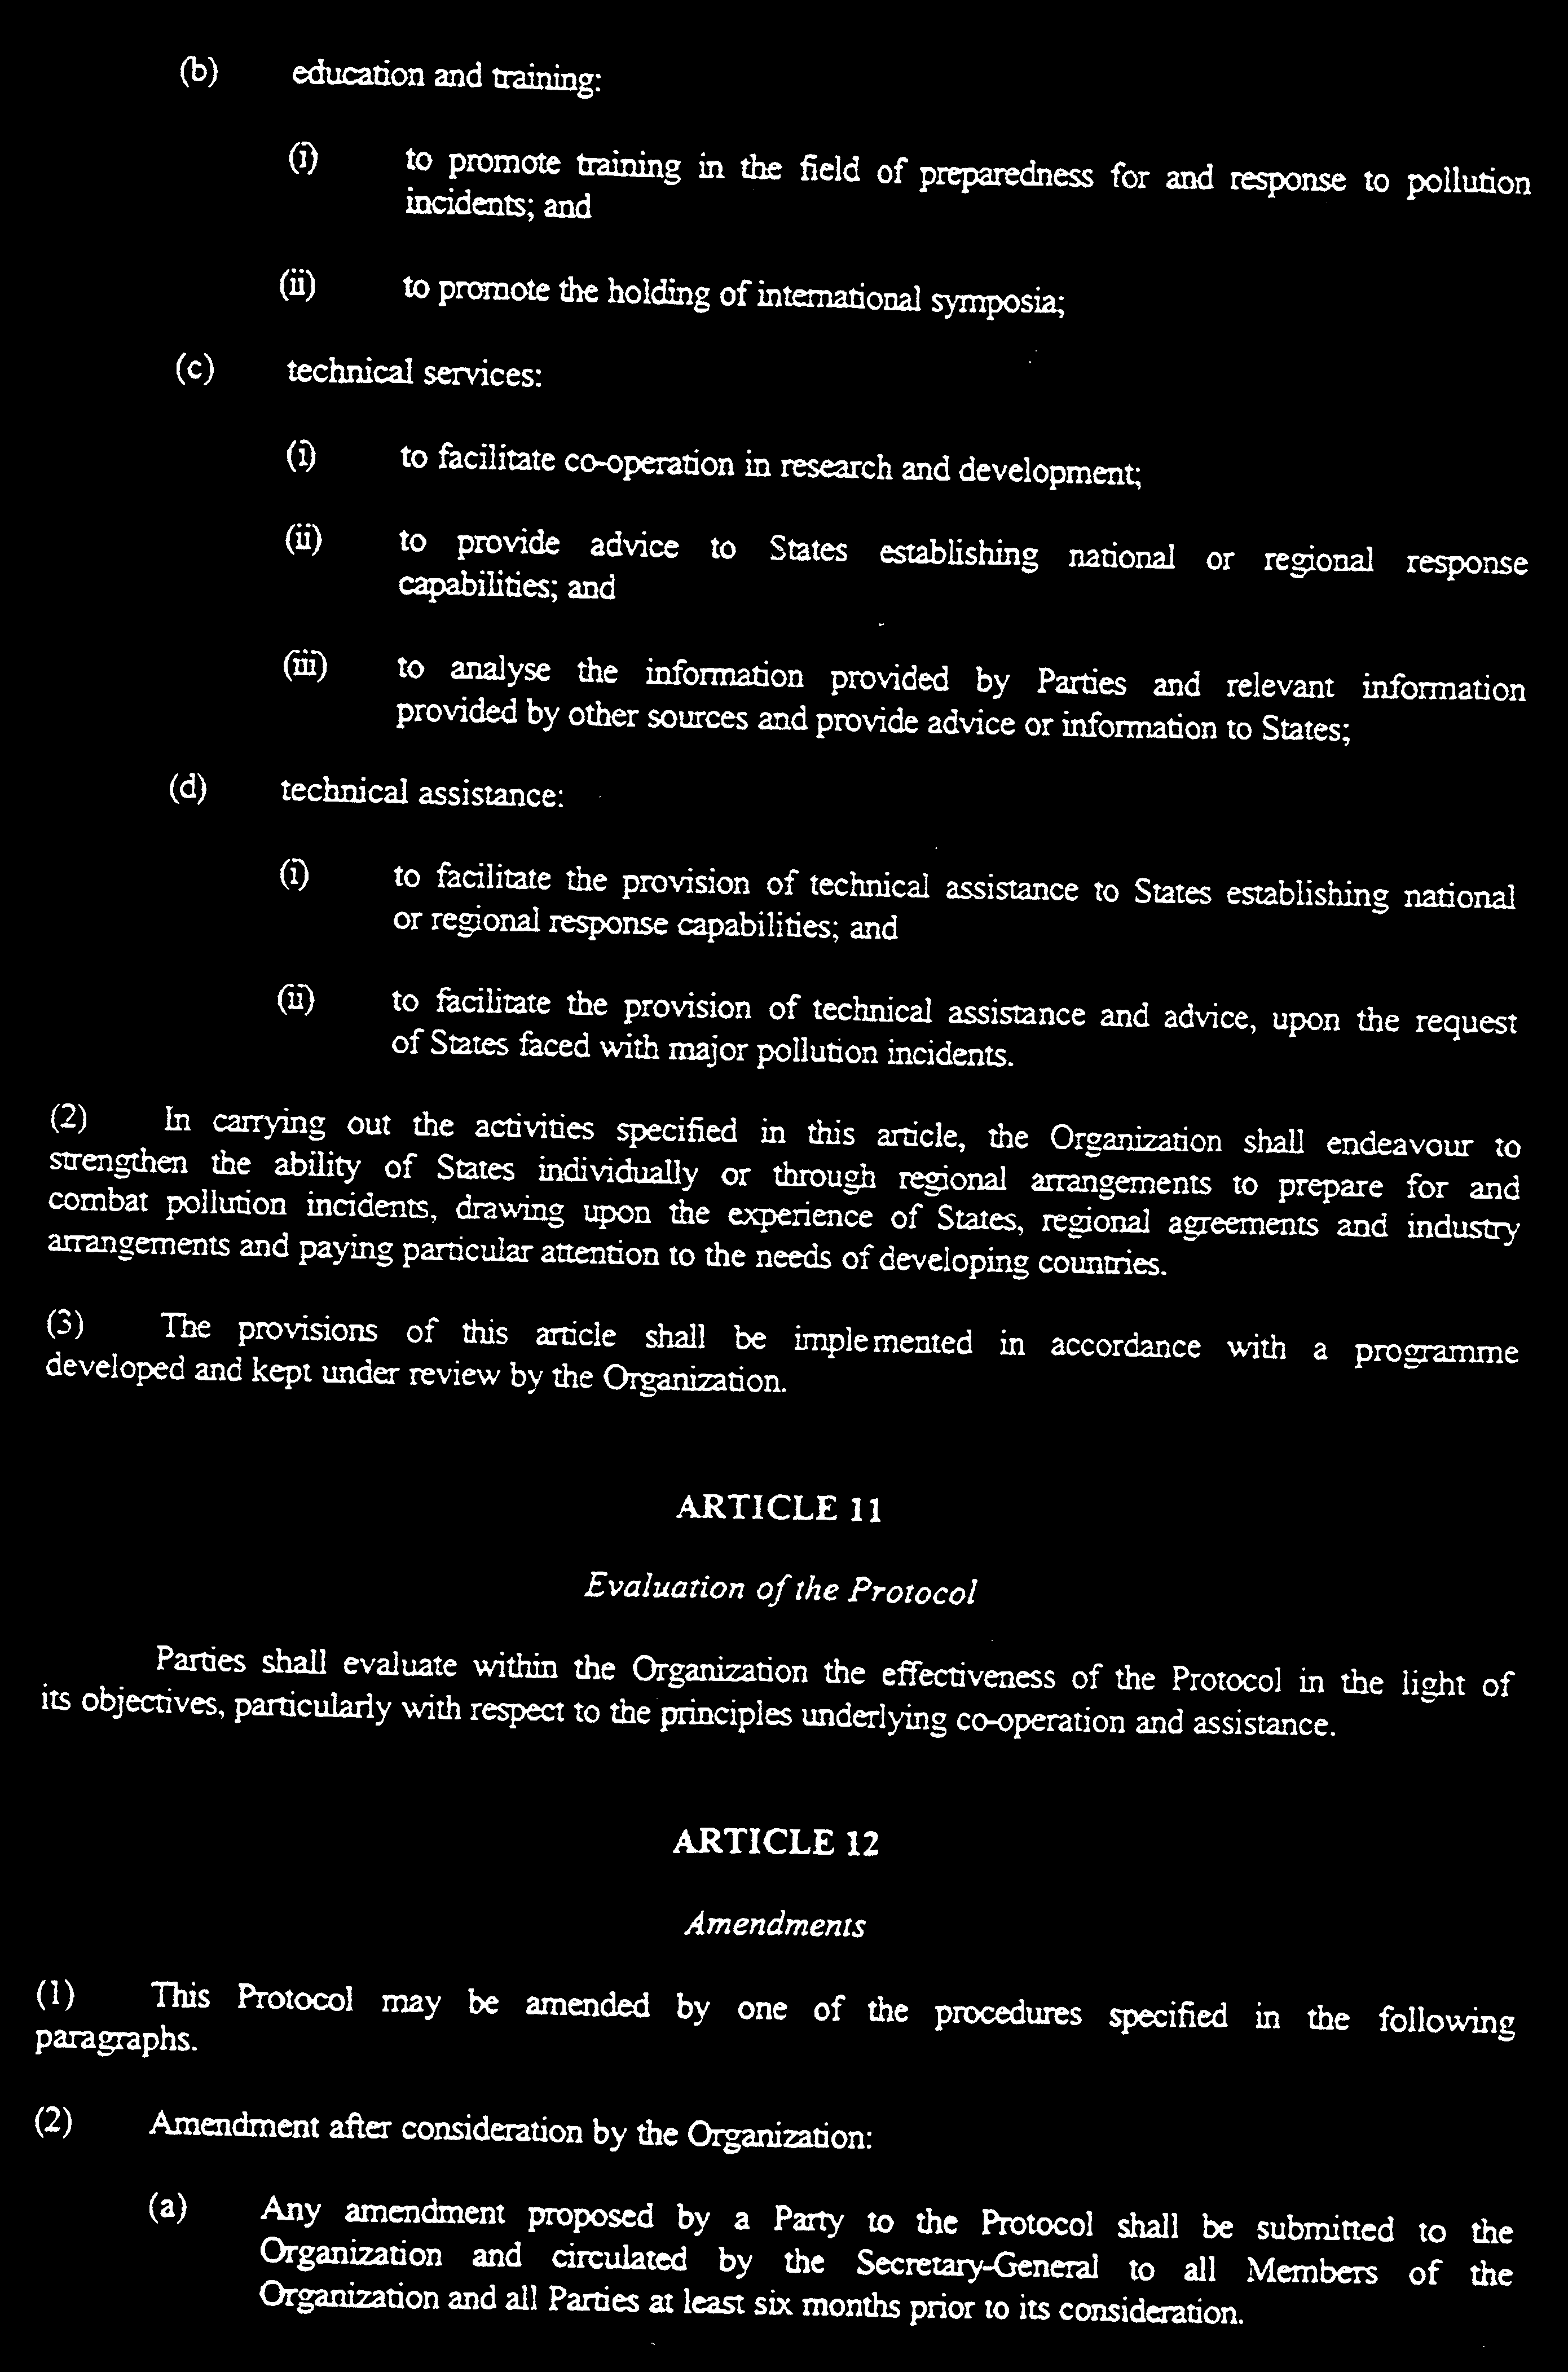 (b) education and training:
(i) to promote training in the field of preparedness for and response to pollution
incidents; and
(ii) to promote the holding of international symposia;
(c) technical services:
(i) to facilitate co-operation in research and development;
(ii) to provide advice to States establishing national or regional response
capabilities; and
(iii) to analyse the information provided by Parties and relevant information
provided by other sources and provide advice or information to States;
(d) technical assistance:
(i) to facilitate the provision of technical assistance to States establishing national
or regional response capabilities; and
(ii) to facilitate the provision of technical assistance and advice, upon the request
of States faced with major pollution incidents.
(2) In carrying out the activities specified in this article, the Organization shall endeavour to
strengthen the ability of States individually or through regional arrangements to prepare for and
combat pollution incidents, drawing upon the experience of States, regional agreements and industry
arrangements and paying particular attention to the needs of developing countries.
(3) The provisions of this article shall be implemented in accordance with a programme
developed and kept under review by the Organization.
ARTICLE 11
Evaluation of the Protocol
Parties shall evaluate within the Organization the effectiveness of the Protocol in the light of
its objectives, particularly with respect to the principles underlying co-operation and assistance.
ARTICLE 12
Amendments
(1) This Protocol may be amended by one of the procedures specified in the following
paragraphs.
(2) Amendment after consideration by the Organization:
(a) Any amendment proposed by a Party to the Protocol shall be submitted to the
Organization and circulated by the Secretary-General to all Members of the
Organization and all Parties at least six months prior to its consideration.